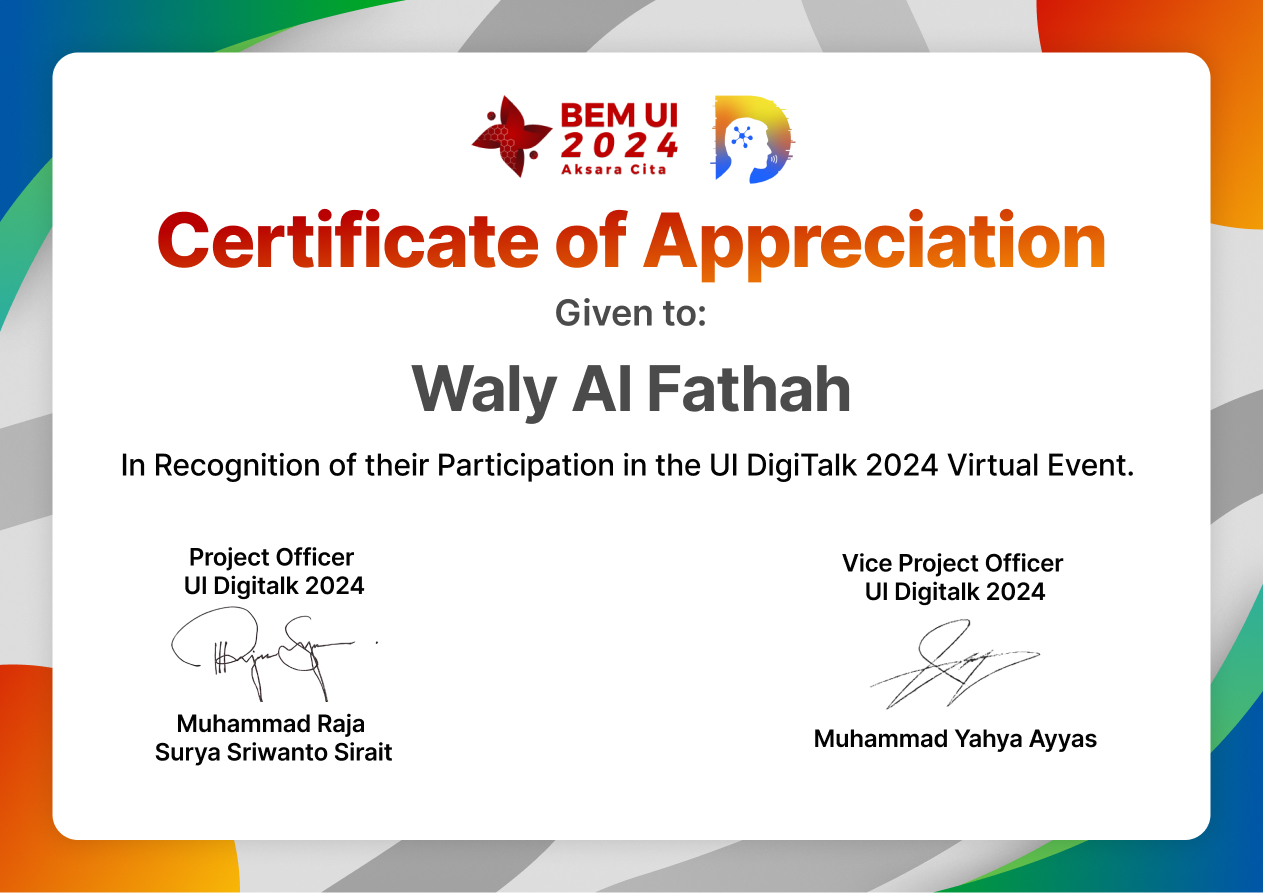 BEM UI
2024
Aksara Cita
Certificate of Appreciation
Given to:
Waly Al Fathah
In Recognition of their Participation in the UI DigiTalk 2024 Virtual Event.
Project Officer
UI Digitalk 2024
Muhammad Raja
Surya Sriwanto Sirait
Vice Project Officer
UI Digitalk 2024
Muhammad Yahya Ayyas